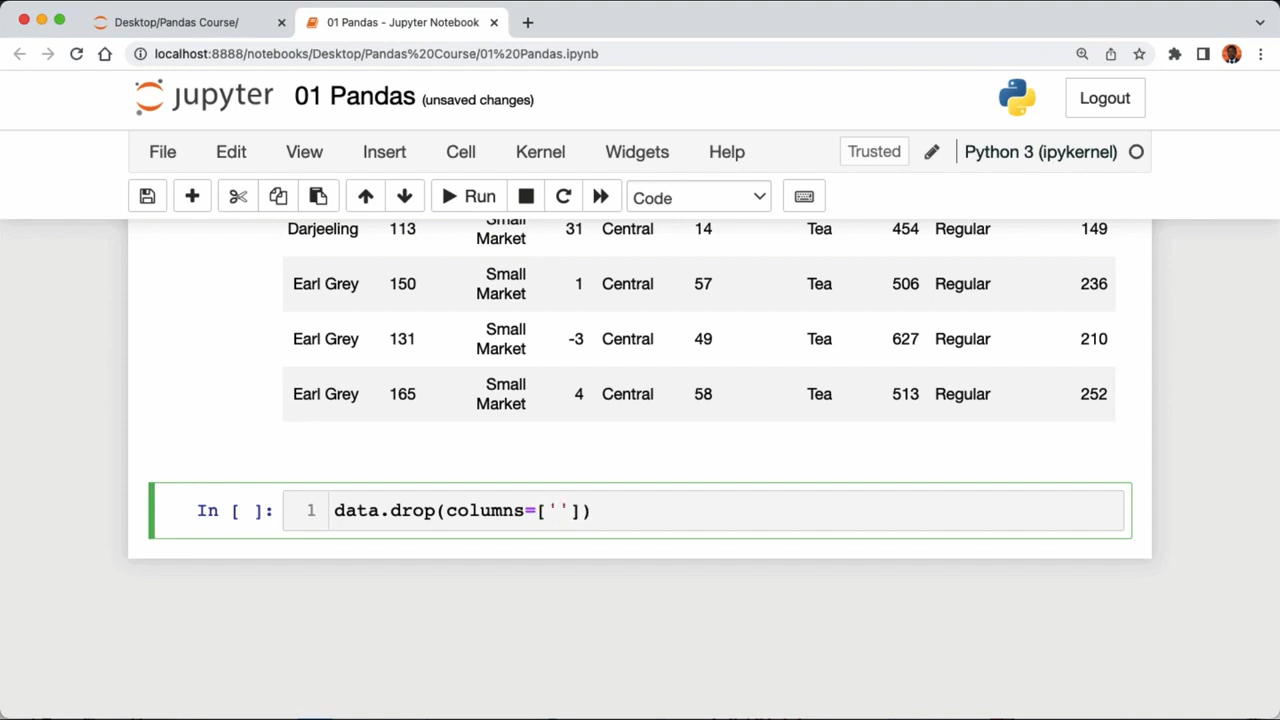 Desktop/Pandas Course/
01 Pandas - Jupyter Notebook
localhost:8888/notebooks/Desktop/Pandas%20Course/01%20Pandas.ipynb
jupyter 01 Pandas (unsaved changes)
Logout
File Edit View Insert Cell Kernel Widgets Help Trusted Python 3 (ipykernel)
Run Code
Darjeeling 113 Small Market 31 Central 14 Tea 454 Regular 149
Earl Grey 150 Small Market 1 Central 57 Tea 506 Regular 236
Earl Grey 131 Small Market -3 Central 49 Tea 627 Regular 210
Earl Grey 165 Small Market 4 Central 58 Tea 513 Regular 252
In [ ]: 1 data.drop(columns=[''])